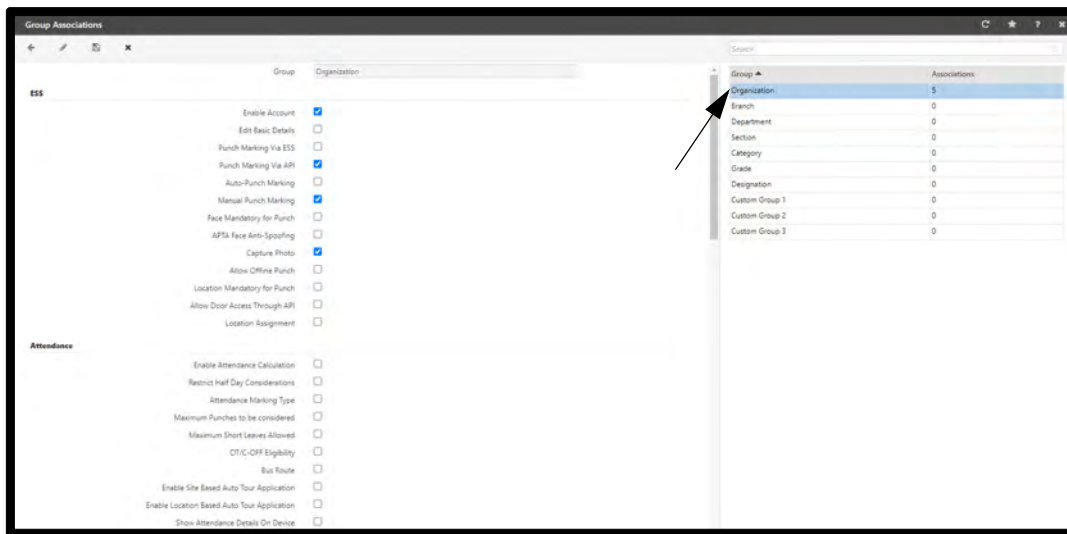 Group Associations
?
Search
Group Organization
ESS
Enable Account
Edit Basic Details
Punch Marking Via ESS
Punch Marking Via API
Auto-Punch Marking
Manual Punch Marking
Face Mandatory for Punch
APTA Face Anti-Spoofing
Capture Photo
Allow Offline Punch
Location Mandatory for Punch
Allow Door Access Through API
Location Assignment
Attendance
Enable Attendance Calculation
Restrict Half Day Considerations
Attendance Marking Type
Maximum Punches to be considered
Maximum Short Leaves Allowed
OT/C-OFF Eligibility
Bus Route
Enable Site Based Auto Tour Application
Enable Location Based Auto Tour Application
Show Attendance Details On Device
Group Associations
Organization 5
Branch 0
Department 0
Section 0
Category 0
Grade 0
Designation 0
Custom Group 1 0
Custom Group 2 0
Custom Group 3 0